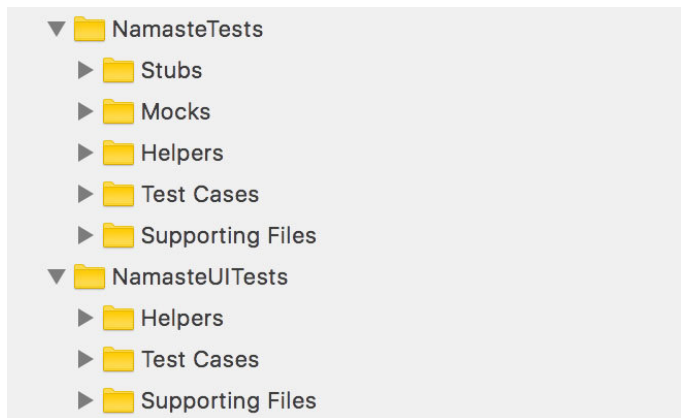 NamasteTests
Stubs
Mocks
Helpers
Test Cases
Supporting Files
NamasteUITests
Helpers
Test Cases
Supporting Files